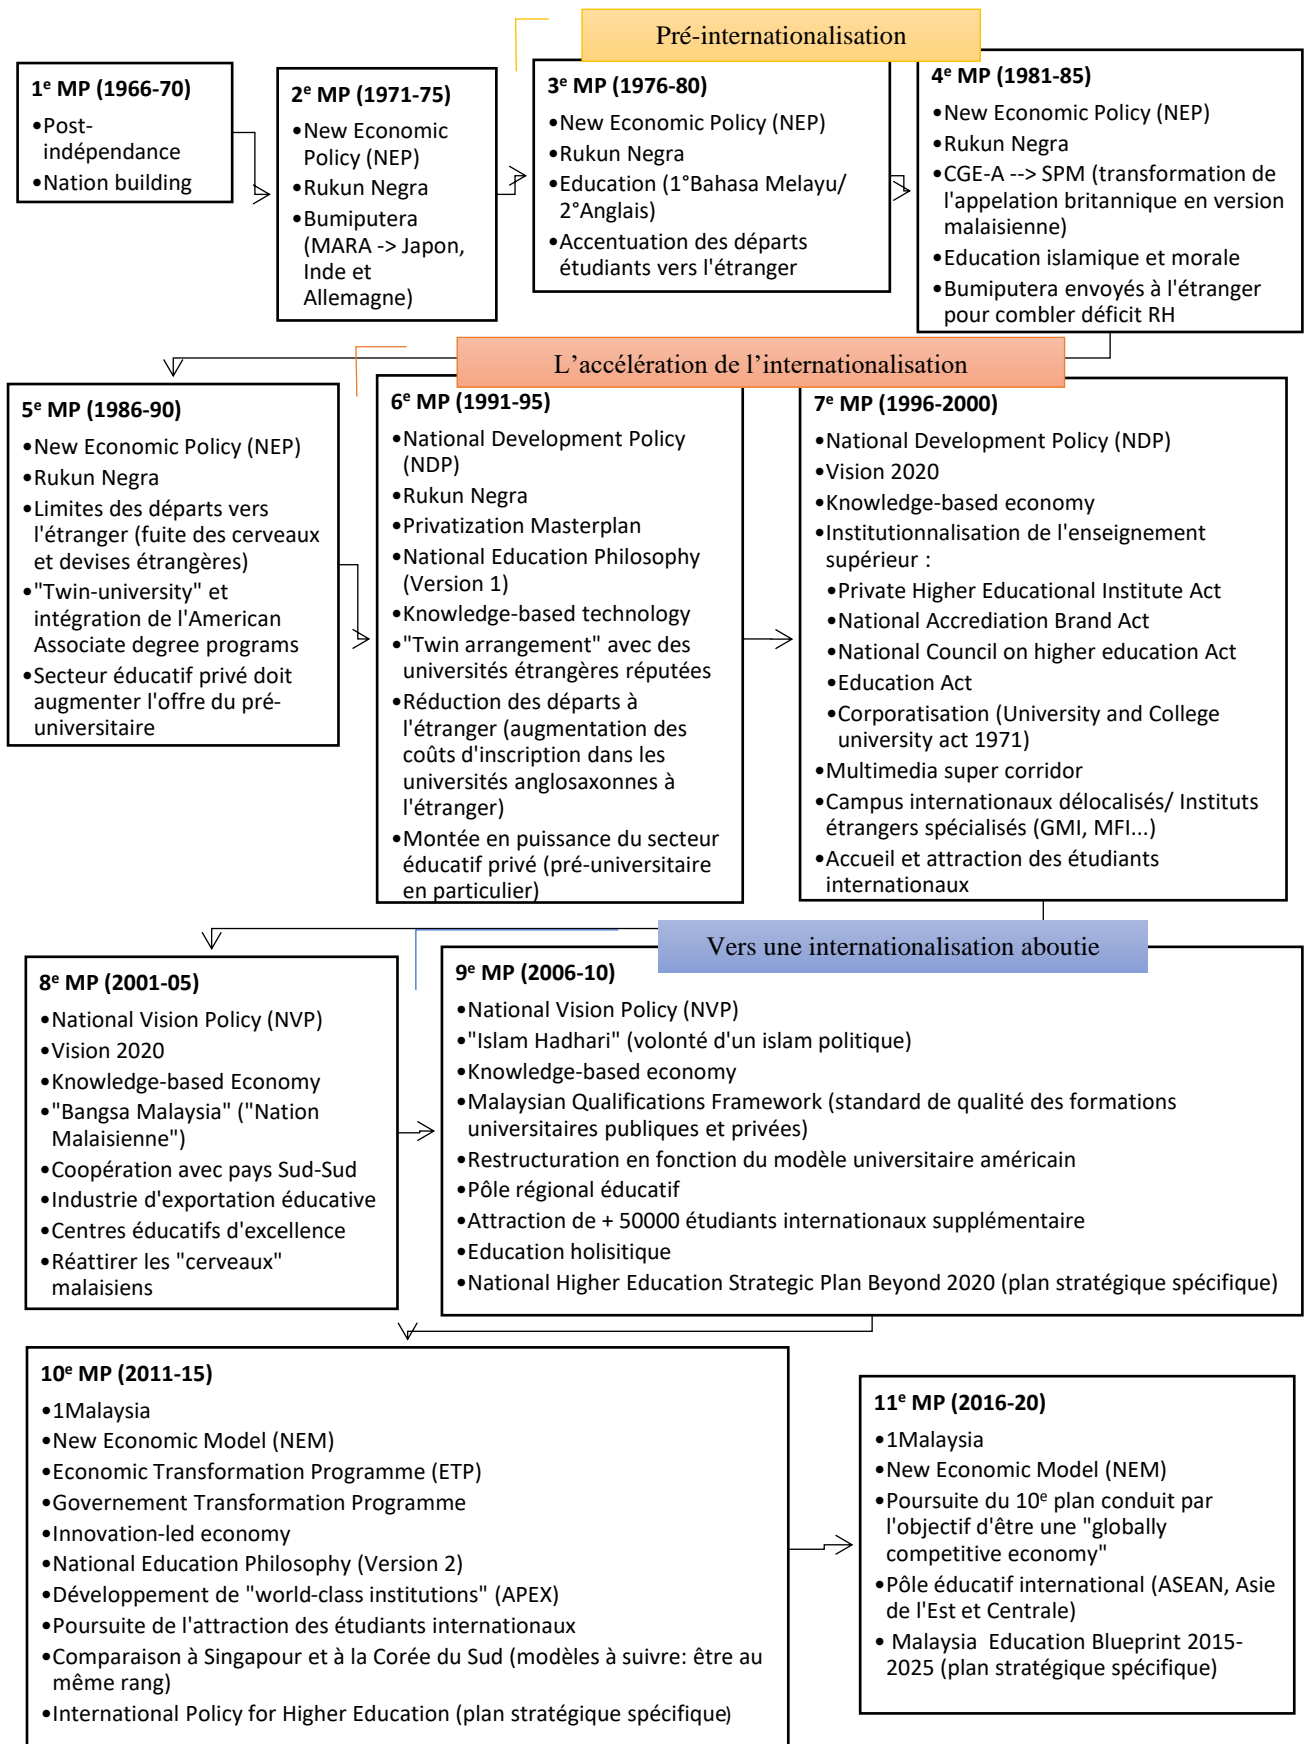 Pré-internationalisation
1e MP (1966-70)
•Post-
indépendance
•Nation building
2e MP (1971-75)
•New Economic
Policy (NEP)
•Rukun Negra
•Bumiputera
(MARA -> Japon,
Inde et
Allemagne)
3e MP (1976-80)
•New Economic Policy (NEP)
•Rukun Negra
•Education (1°Bahasa Melayu/
2°Anglais)
•Accentuation des départs
étudiants vers l'étranger
4e MP (1981-85)
•New Economic Policy (NEP)
•Rukun Negra
•CGE-A --> SPM (transformation de
l'appelation britannique en version
malaisienne)
•Education islamique et morale
•Bumiputera envoyés à l'étranger
pour combler déficit RH
L’accélération de l’internationalisation
5e MP (1986-90)
•New Economic Policy (NEP)
•Rukun Negra
•Limites des départs vers
l'étranger (fuite des cerveaux
et devises étrangères)
•"Twin-university" et
intégration de l'American
Associate degree programs
•Secteur éducatif privé doit
augmenter l'offre du pré-
universitaire
6e MP (1991-95)
•National Development Policy
(NDP)
•Rukun Negra
•Privatization Masterplan
•National Education Philosophy
(Version 1)
•Knowledge-based technology
•"Twin arrangement" avec des
universités étrangères réputées
•Réduction des départs à
l'étranger (augmentation des
coûts d'inscription dans les
universités anglosaxonnes à
l'étranger)
•Montée en puissance du secteur
éducatif privé (pré-universitaire
en particulier)
7e MP (1996-2000)
•National Development Policy (NDP)
•Vision 2020
•Knowledge-based economy
•Institutionnalisation de l'enseignement
supérieur :
•Private Higher Educational Institute Act
•National Accrediation Brand Act
•National Council on higher education Act
•Education Act
•Corporatisation (University and College
university act 1971)
•Multimedia super corridor
•Campus internationaux délocalisés/ Instituts
étrangers spécialisés (GMI, MFI...)
•Accueil et attraction des étudiants
internationaux
Vers une internationalisation aboutie
8e MP (2001-05)
•National Vision Policy (NVP)
•Vision 2020
•Knowledge-based Economy
•"Bangsa Malaysia" ("Nation
Malaisienne")
•Coopération avec pays Sud-Sud
•Industrie d'exportation éducative
•Centres éducatifs d'excellence
•Réattirer les "cerveaux"
malaisiens
9e MP (2006-10)
•National Vision Policy (NVP)
•"Islam Hadhari" (volonté d'un islam politique)
•Knowledge-based economy
•Malaysian Qualifications Framework (standard de qualité des formations
universitaires publiques et privées)
•Restructuration en fonction du modèle universitaire américain
•Pôle régional éducatif
•Attraction de + 50000 étudiants internationaux supplémentaire
•Education holisitique
•National Higher Education Strategic Plan Beyond 2020 (plan stratégique spécifique)
10e MP (2011-15)
•1Malaysia
•New Economic Model (NEM)
•Economic Transformation Programme (ETP)
•Governement Transformation Programme
•Innovation-led economy
•National Education Philosophy (Version 2)
•Développement de "world-class institutions" (APEX)
•Poursuite de l'attraction des étudiants internationaux
•Comparaison à Singapour et à la Corée du Sud (modèles à suivre: être au
même rang)
•International Policy for Higher Education (plan stratégique spécifique)
11e MP (2016-20)
•1Malaysia
•New Economic Model (NEM)
•Poursuite du 10e plan conduit par
l'objectif d'être une "globally
competitive economy"
•Pôle éducatif international (ASEAN, Asie
de l'Est et Centrale)
• Malaysia Education Blueprint 2015-
2025 (plan stratégique spécifique)